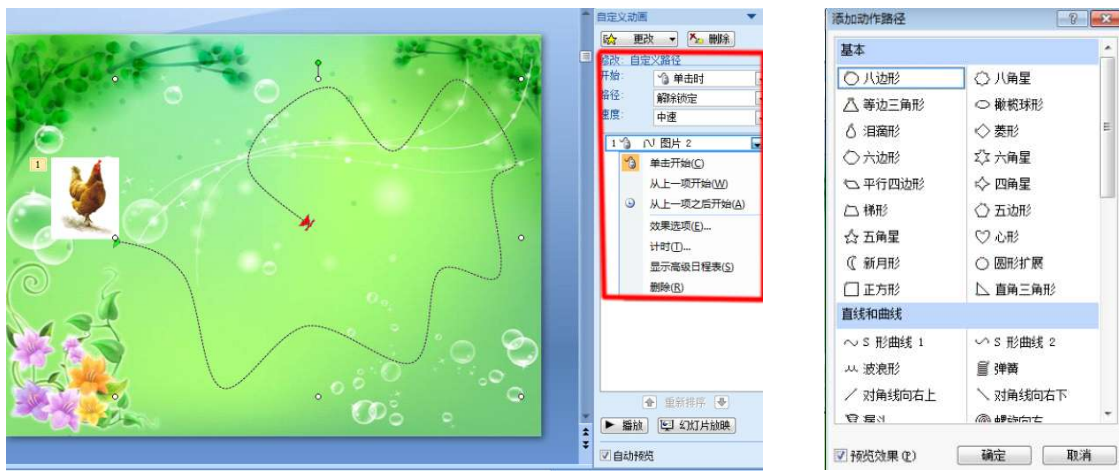 自定义动画
更改 删除
修改: 自定义路径
开始: 单击时
路径: 解除锁定
速度: 中速
1 图片 2
单击开始(C)
从上一项开始(W)
从上一项之后开始(A)
效果选项(E)...
计时(T)...
显示高级日程表(S)
删除(R)
重新排序
播放 幻灯片放映
自动预览
1
添加动作路径
基本
八边形 八角星
等边三角形 橄榄球形
泪滴形 菱形
六边形 六角星
平行四边形 四角星
梯形 五边形
五角星 心形
新月形 圆形扩展
正方形 直角三角形
直线和曲线
S 形曲线 1 S 形曲线 2
波浪形 弹簧
对角线向右上 对角线向右下
漏斗 螺旋向右
预览效果(P) 确定 取消